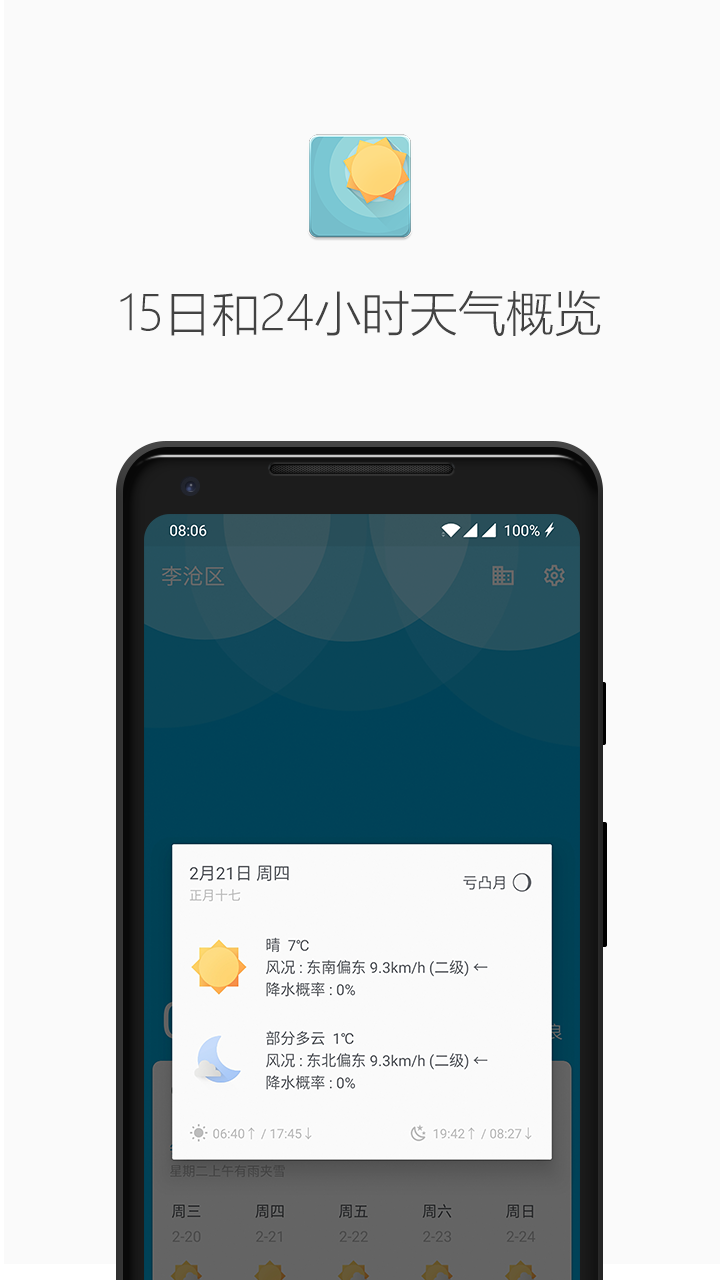 15日和24小时天气概览
08:06 100%
李沧区
2月21日 周四
正月十七
亏凸月
晴 7℃
风况 : 东南偏东 9.3km/h (二级) ←
降水概率 : 0%
部分多云 1℃
风况 : 东北偏东 9.3km/h (二级) ←
降水概率 : 0%
06:40↑ / 17:45↓ 19:42↑ / 08:27↓
星期二上午有雨夹雪
周三 周四 周五 周六 周日
2-20 2-21 2-22 2-23 2-24